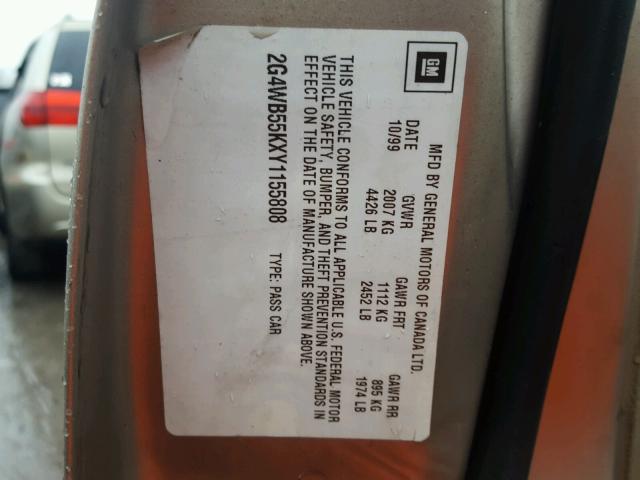 GM
MFD BY GENERAL MOTORS OF CANADA LTD.
DATE GVWR GAWR FRT GAWR RR
10/99 2007 KG 1112 KG 895 KG
4426 LB 2452 LB 1974 LB
THIS VEHICLE CONFORMS TO ALL APPLICABLE U.S. FEDERAL MOTOR
VEHICLE SAFETY, BUMPER, AND THEFT PREVENTION STANDARDS IN
EFFECT ON THE DATE OF MANUFACTURE SHOWN ABOVE.
2G4WB55KXY1155808 TYPE: PASS CAR